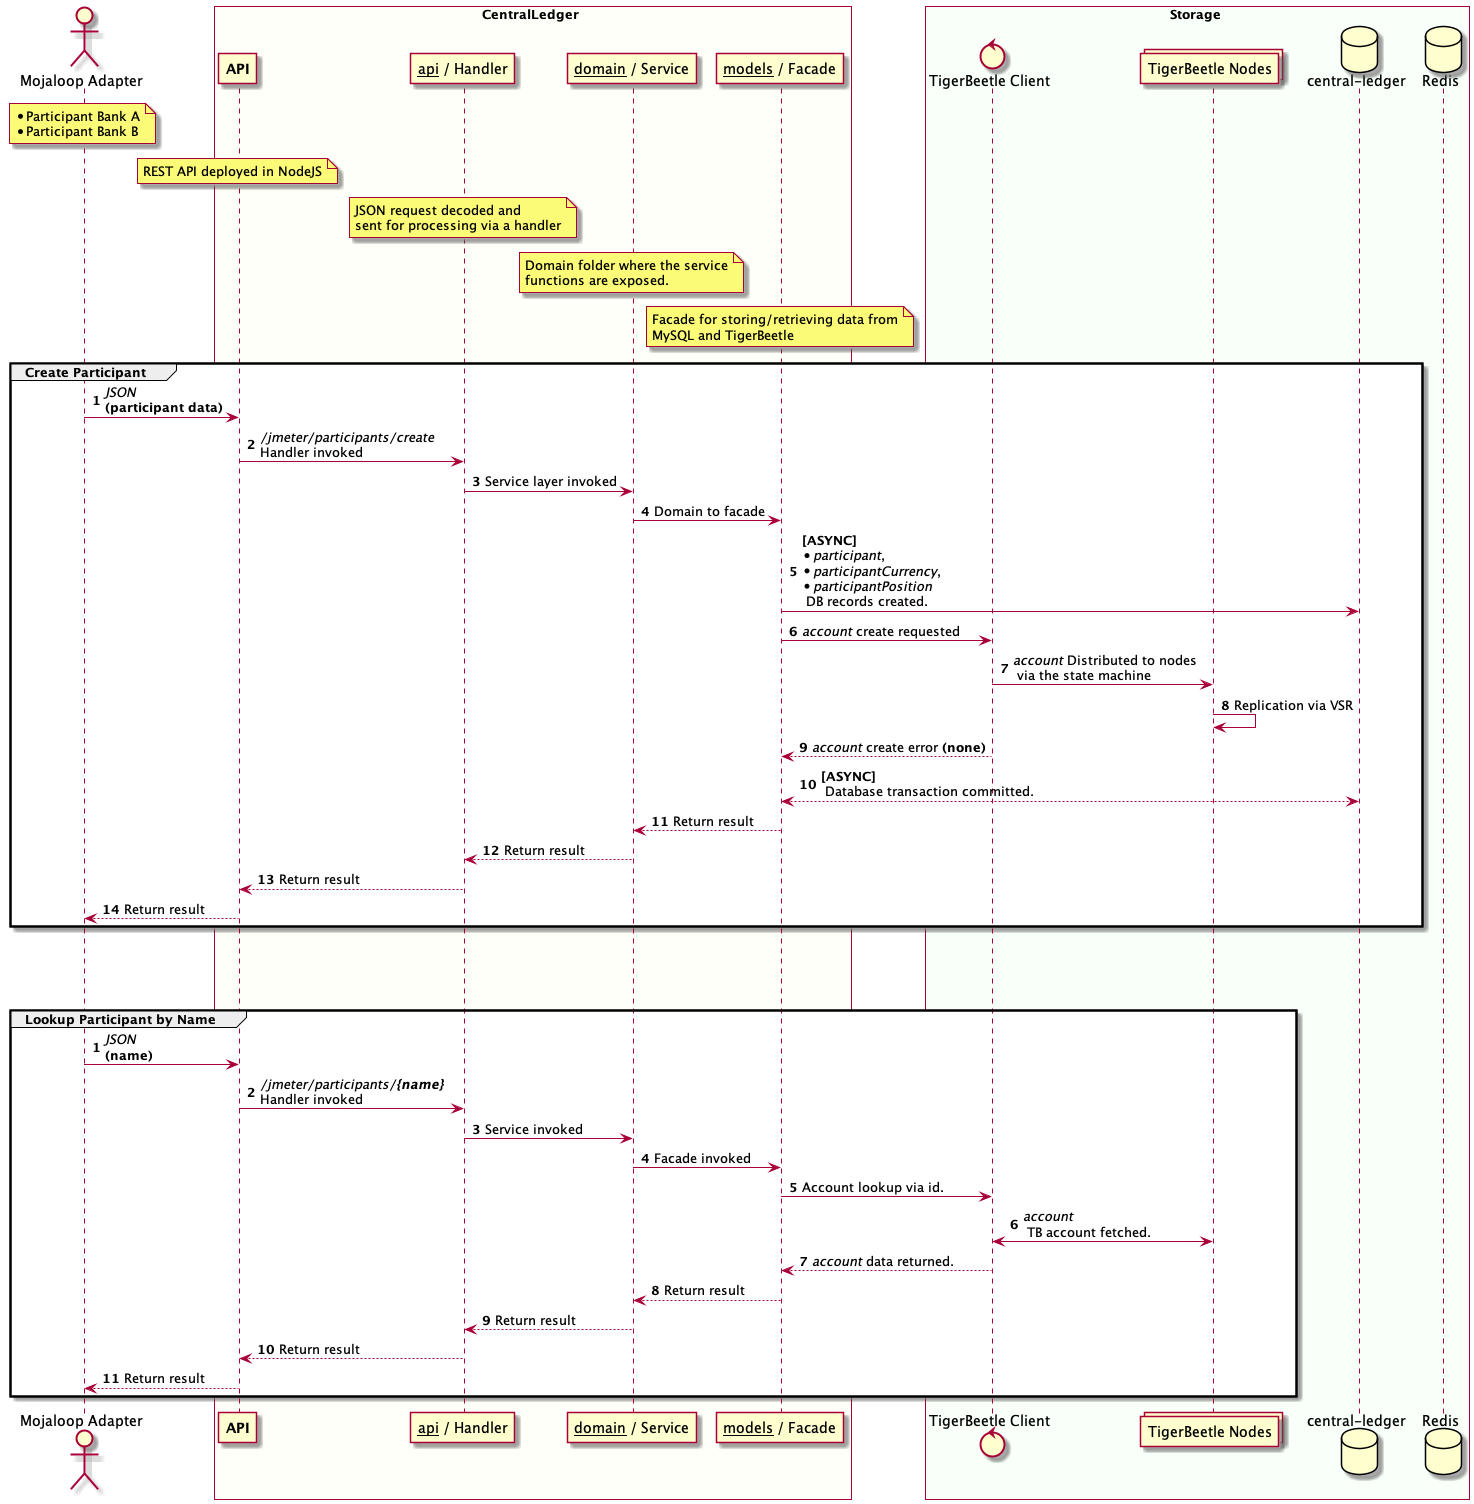 CentralLedger
Storage
Mojaloop Adapter
API
api / Handler
domain / Service
models / Facade
TigerBeetle Client
TigerBeetle Nodes
central-ledger
Redis
• Participant Bank A
• Participant Bank B
REST API deployed in NodeJS
JSON request decoded and
sent for processing via a handler
Domain folder where the service
functions are exposed.
Facade for storing/retrieving data from
MySQL and TigerBeetle
Create Participant
1 JSON
(participant data)
2 /jmeter/participants/create
Handler invoked
3 Service layer invoked
4 Domain to facade
[ASYNC]
• participant,
5 • participantCurrency,
• participantPosition
DB records created.
6 account create requested
7 account Distributed to nodes
via the state machine
8 Replication via VSR
9 account create error (none)
10 [ASYNC]
Database transaction committed.
11 Return result
12 Return result
13 Return result
14 Return result
Lookup Participant by Name
1 JSON
(name)
2 /jmeter/participants/{name}
Handler invoked
3 Service invoked
4 Facade invoked
5 Account lookup via id.
6 account
TB account fetched.
7 account data returned.
8 Return result
9 Return result
10 Return result
11 Return result
Mojaloop Adapter
API
api / Handler
domain / Service
models / Facade
TigerBeetle Client
TigerBeetle Nodes
central-ledger
Redis